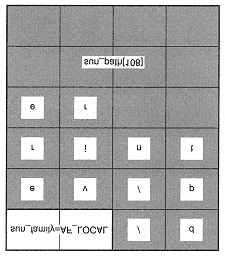 sun_family=AF_LOCAL / d
e v / p
r i n t
e r
sun_path[108]